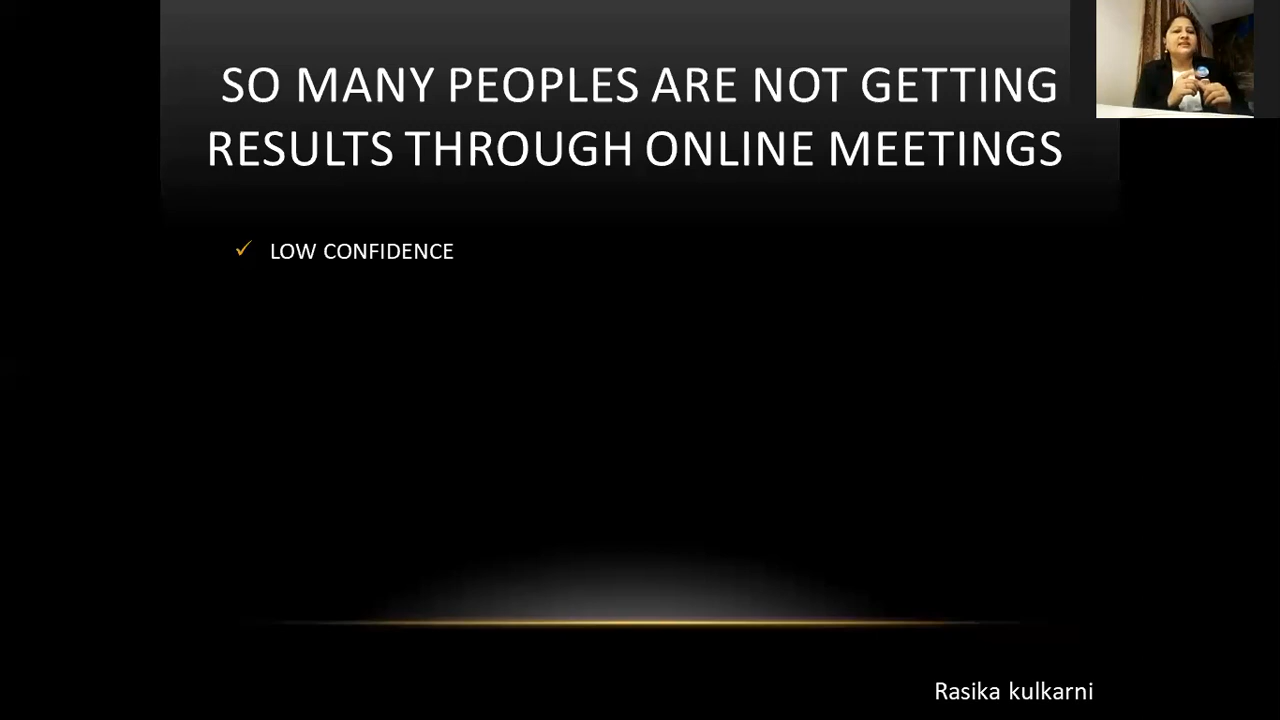 SO MANY PEOPLES ARE NOT GETTING
RESULTS THROUGH ONLINE MEETINGS
✓ LOW CONFIDENCE
Rasika kulkarni